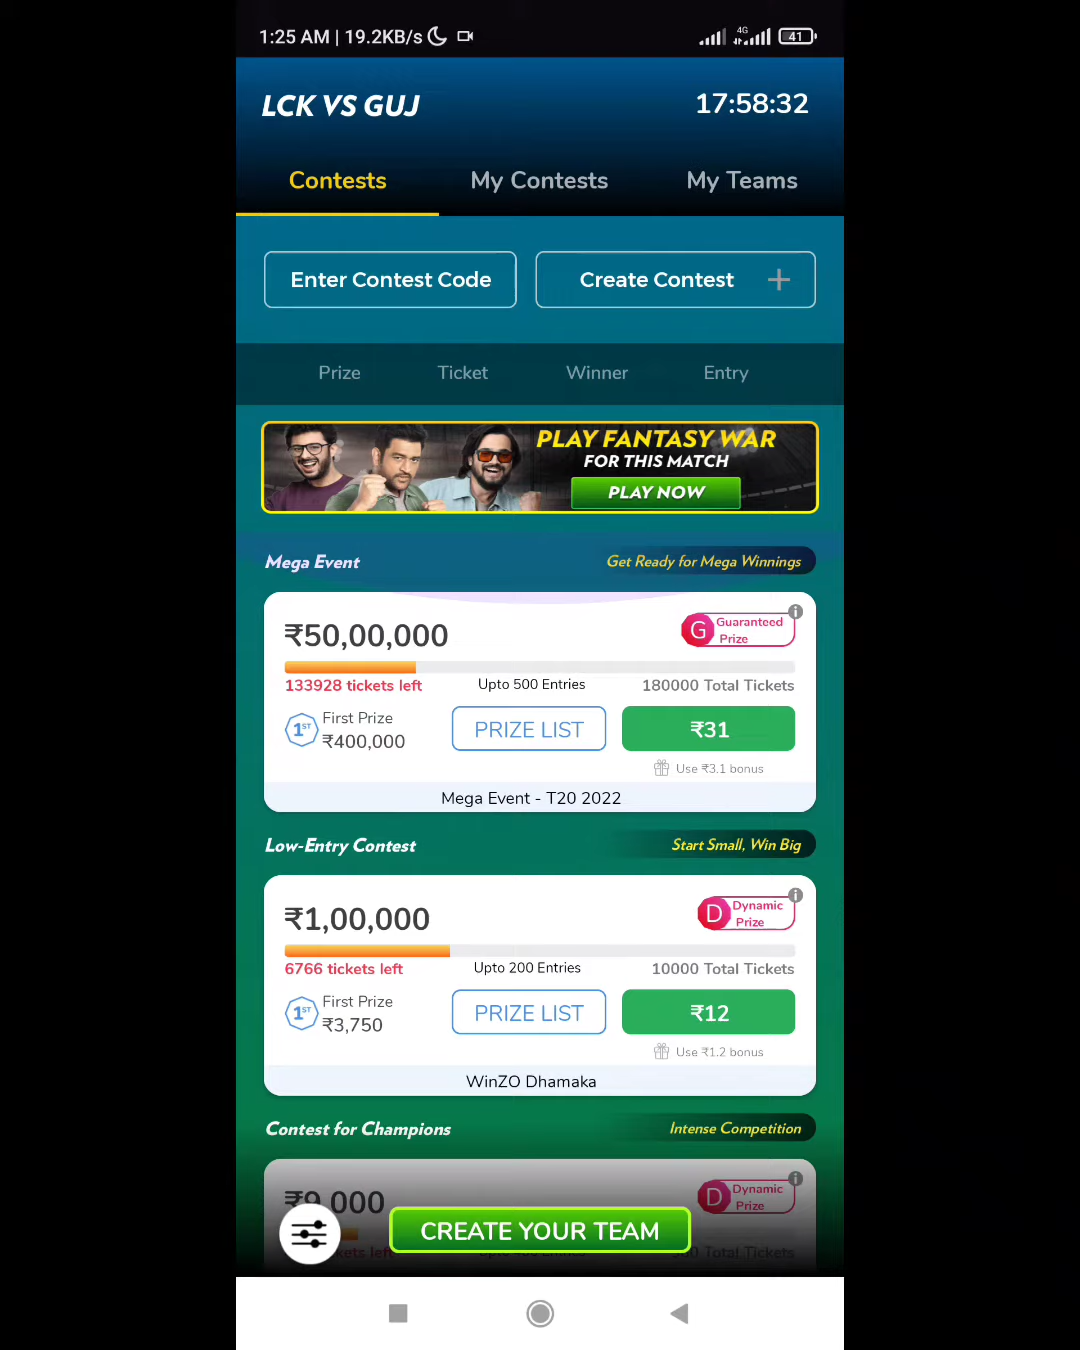 1:25 AM | 19.2KB/s
4G
41
LCK VS GUJ
17:58:32
Contests
My Contests
My Teams
Enter Contest Code
Create Contest +
Prize
Ticket
Winner
Entry
PLAY FANTASY WAR
FOR THIS MATCH
PLAY NOW
Mega Event
Get Ready for Mega Winnings
₹50,00,000
G Guaranteed
Prize
i
133928 tickets left
Upto 500 Entries
180000 Total Tickets
1ST
First Prize
₹400,000
PRIZE LIST
₹31
Use ₹3.1 bonus
Mega Event - T20 2022
Low-Entry Contest
Start Small, Win Big
₹1,00,000
D Dynamic
Prize
i
6766 tickets left
Upto 200 Entries
10000 Total Tickets
1ST
First Prize
₹3,750
PRIZE LIST
₹12
Use ₹1.2 bonus
WinZO Dhamaka
Contest for Champions
Intense Competition
₹9,000
D Dynamic
Prize
i
CREATE YOUR TEAM
left
Upto
Total Tickets